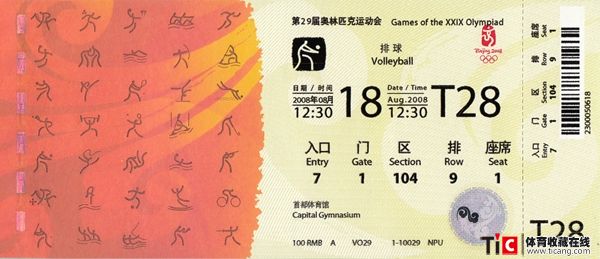 第29届奥林匹克运动会 Games of the XXIX Olympiad
排球
Volleyball
Beijing 2008
日期 / 时间 Date / Time
2008年08月 18 Aug.2008 T28
12:30 12:30
入口 门 区 排 座席
Entry Gate Section Row Seat
7 1 104 9 1
首都体育馆
Capital Gymnasium
100 RMB A VO29 1-10029 NPU
座席 Seat 1
排 Row 9
区 Section 104
门 Gate 1
入口 Entry 7
2300050618
T28
TiC 体育收藏在线
www.ticang.com